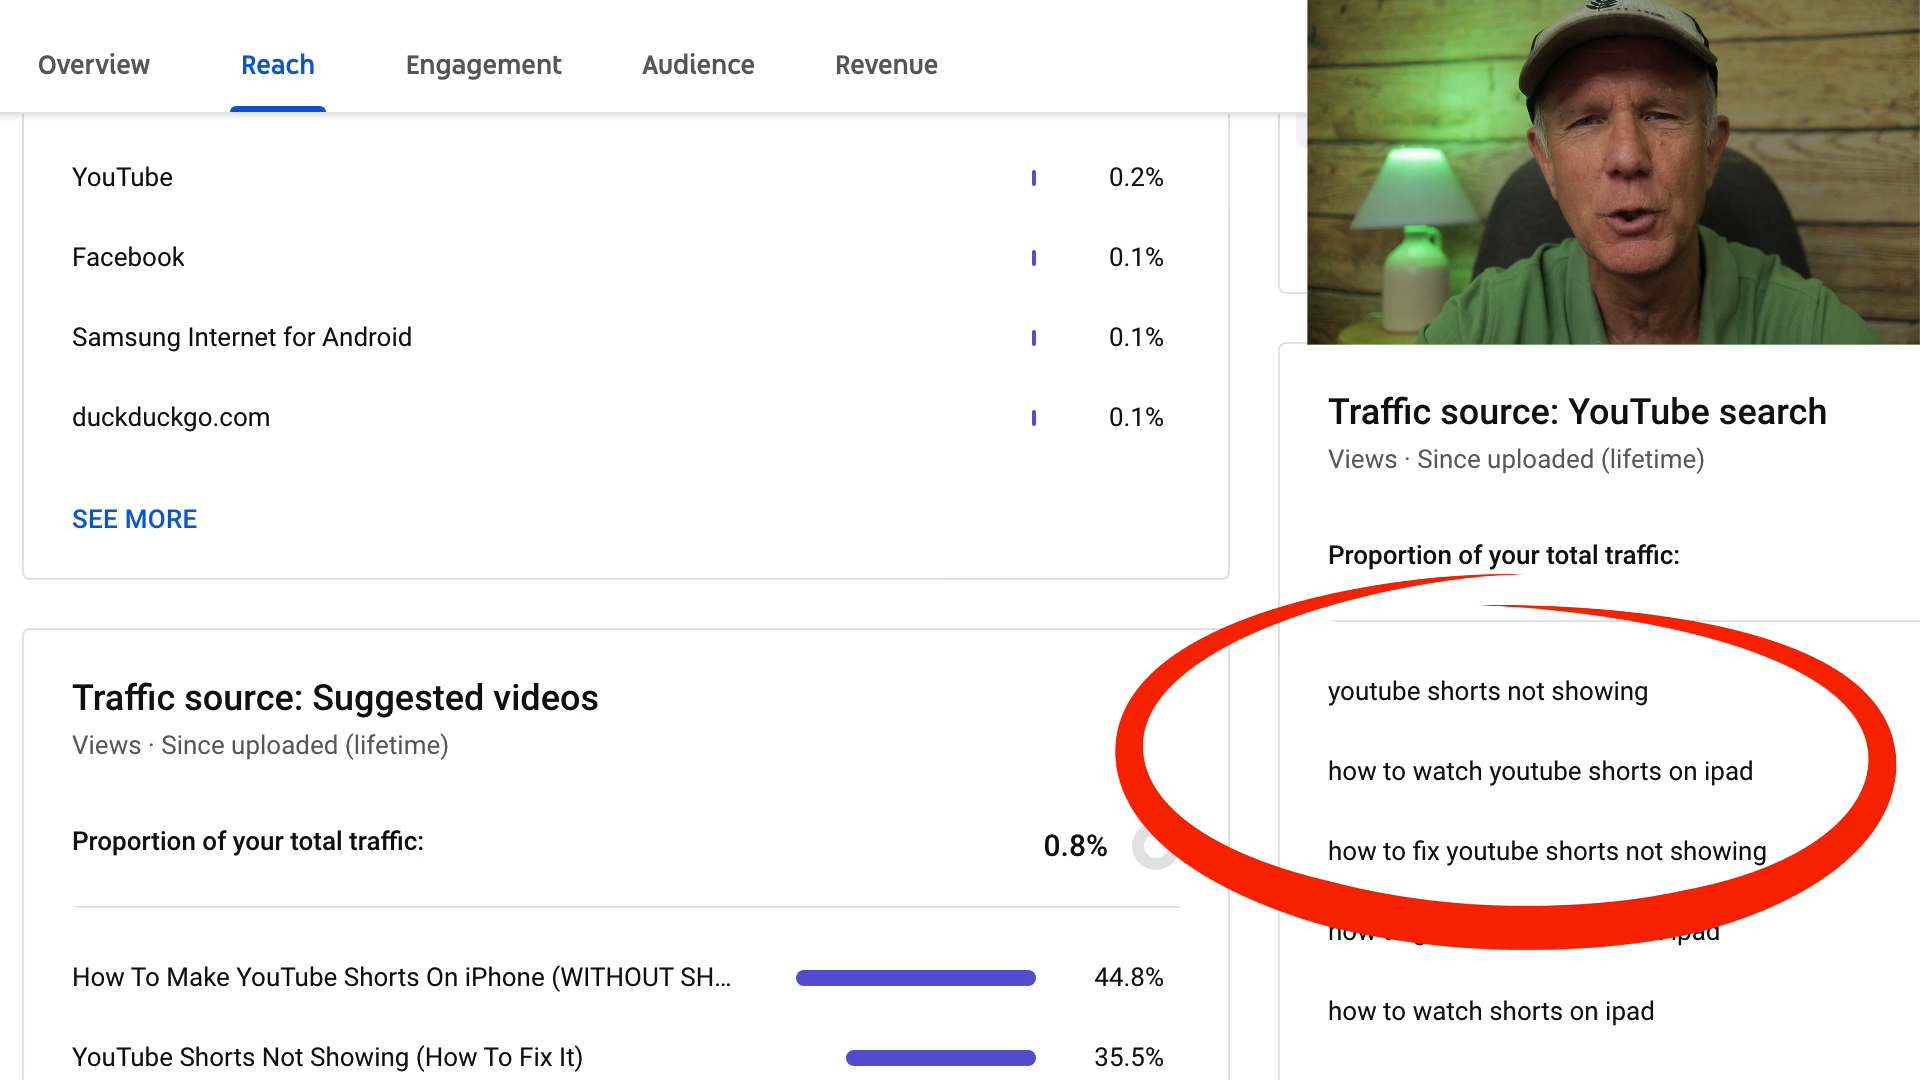 Overview
Reach
Engagement
Audience
Revenue
YouTube 0.2%
Facebook 0.1%
Samsung Internet for Android 0.1%
duckduckgo.com 0.1%
SEE MORE
Traffic source: Suggested videos
Views · Since uploaded (lifetime)
Proportion of your total traffic: 0.8%
How To Make YouTube Shorts On iPhone (WITHOUT SH... 44.8%
YouTube Shorts Not Showing (How To Fix It) 35.5%
Traffic source: YouTube search
Views · Since uploaded (lifetime)
Proportion of your total traffic:
youtube shorts not showing
how to watch youtube shorts on ipad
how to fix youtube shorts not showing
how ipad
how to watch shorts on ipad